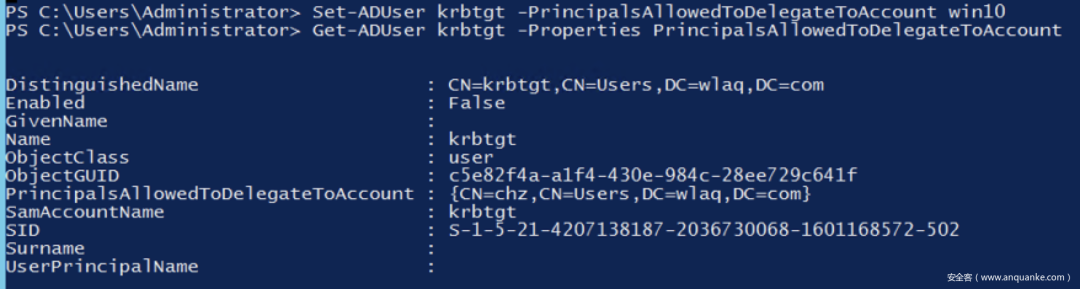 PS C:\Users\Administrator> Set-ADUser krbtgt -PrincipalsAllowedToDelegateToAccount win10
PS C:\Users\Administrator> Get-ADUser krbtgt -Properties PrincipalsAllowedToDelegateToAccount
DistinguishedName : CN=krbtgt,CN=Users,DC=wlaq,DC=com
Enabled : False
GivenName :
Name : krbtgt
ObjectClass : user
ObjectGUID : c5e82f4a-a1f4-430e-984c-28ee729c641f
PrincipalsAllowedToDelegateToAccount : {CN=chz,CN=Users,DC=wlaq,DC=com}
SamAccountName : krbtgt
SID : S-1-5-21-4207138187-2036730068-1601168572-502
Surname :
UserPrincipalName :
安全客（www.anquanke.com）